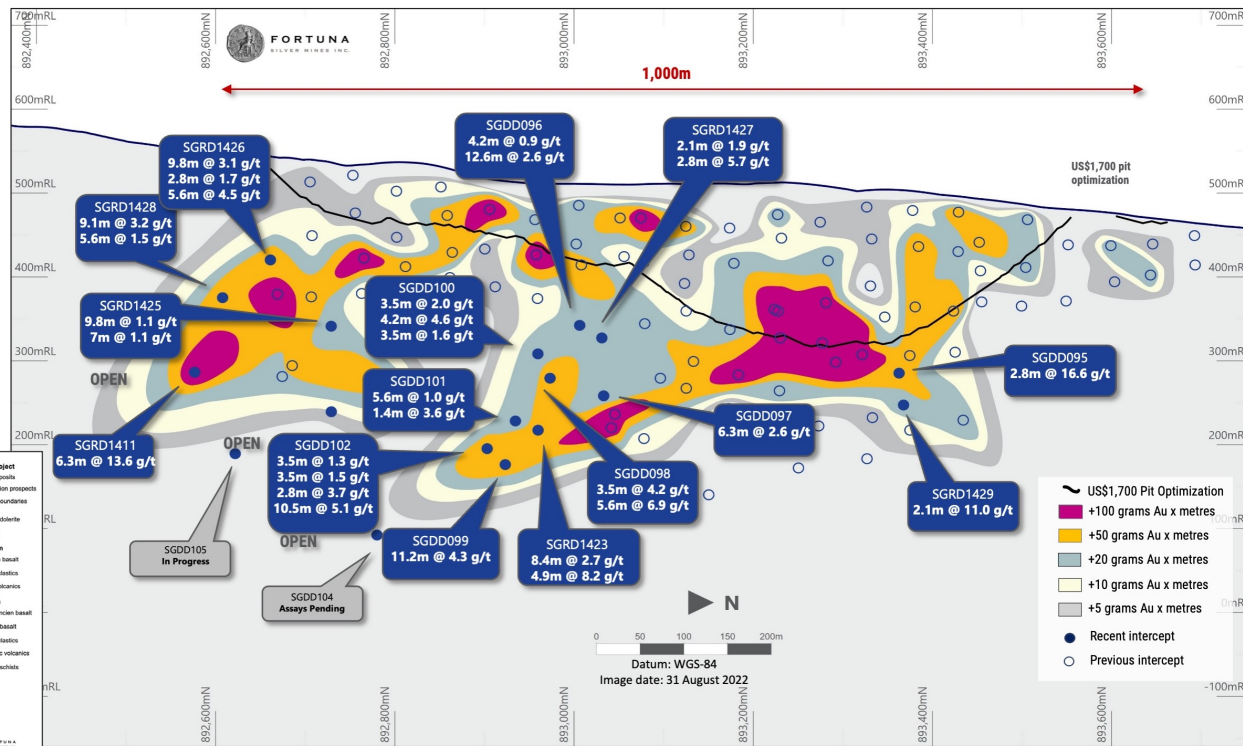 700mRL
700mRL
892,400mN
892,600mN
892,800mN
893,000mN
893,200mN
893,400mN
893,600mN
FORTUNA
SILVER MINES INC.
1,000m
600mRL
600mRL
SGRD1426
9.8m @ 3.1 g/t
2.8m @ 1.7 g/t
5.6m @ 4.5 g/t
SGDD096
4.2m @ 0.9 g/t
12.6m @ 2.6 g/t
SGRD1427
2.1m @ 1.9 g/t
2.8m @ 5.7 g/t
US$1,700 pit
optimization
500mRL
500mRL
SGRD1428
9.1m @ 3.2 g/t
5.6m @ 1.5 g/t
400mRL
400mRL
SGRD1425
9.8m @ 1.1 g/t
7m @ 1.1 g/t
SGDD100
3.5m @ 2.0 g/t
4.2m @ 4.6 g/t
3.5m @ 1.6 g/t
300mRL
300mRL
OPEN
SGDD095
2.8m @ 16.6 g/t
SGDD101
5.6m @ 1.0 g/t
1.4m @ 3.6 g/t
SGDD097
6.3m @ 2.6 g/t
200mRL
200mRL
SGRD1411
6.3m @ 13.6 g/t
OPEN
SGDD102
3.5m @ 1.3 g/t
3.5m @ 1.5 g/t
2.8m @ 3.7 g/t
10.5m @ 5.1 g/t
SGDD098
3.5m @ 4.2 g/t
5.6m @ 6.9 g/t
SGRD1429
2.1m @ 11.0 g/t
OPEN
SGDD099
11.2m @ 4.3 g/t
SGRD1423
8.4m @ 2.7 g/t
4.9m @ 8.2 g/t
SGDD105
In Progress
SGDD104
Assays Pending
N
0 50 100 150 200m
Datum: WGS-84
Image date: 31 August 2022
US$1,700 Pit Optimization
+100 grams Au x metres
+50 grams Au x metres
+20 grams Au x metres
+10 grams Au x metres
+5 grams Au x metres
Recent intercept
Previous intercept
100mRL
0mRL
-100mRL
mRL
892,600mN
892,800mN
893,000mN
893,200mN
893,400mN
893,600mN
dolerite
basalt
volcanics
basalt
volcanics
schists